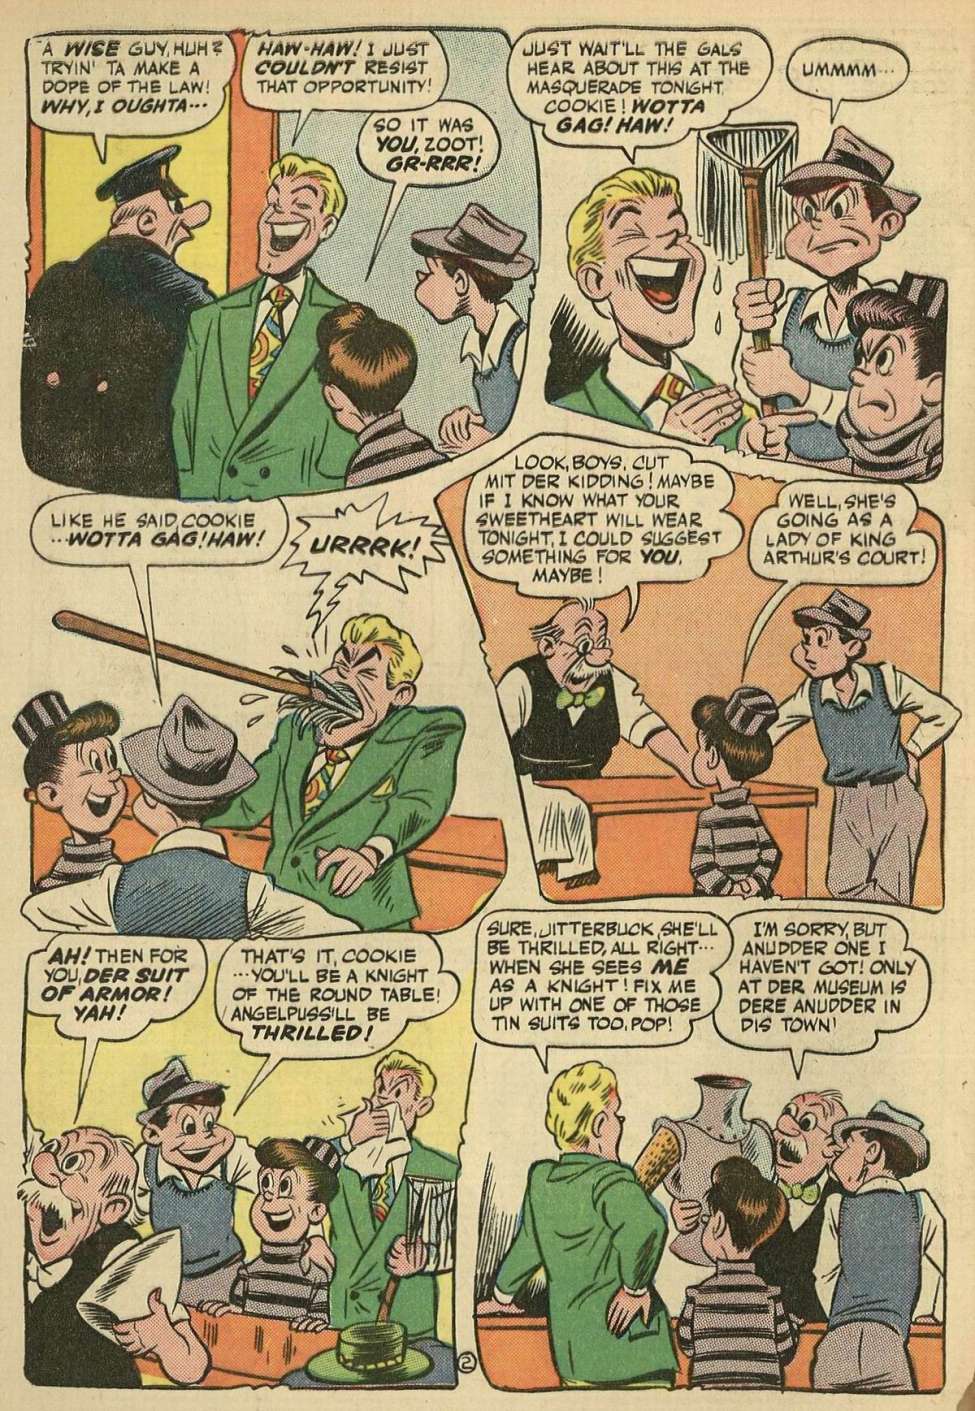 A WISE GUY, HUH?
TRYIN' TA MAKE A
DOPE OF THE LAW!
WHY, I OUGHTA---
HAW-HAW! I JUST
COULDN'T RESIST
THAT OPPORTUNITY!
SO IT WAS
YOU, ZOOT!
GR-RRR!
JUST WAIT'LL THE GALS
HEAR ABOUT THIS AT THE
MASQUERADE TONIGHT,
COOKIE! WOTTA
GAG! HAW!
UMMMM---
LIKE HE SAID, COOKIE
---WOTTA GAG! HAW!
URRRK!
LOOK, BOYS, CUT
MIT DER KIDDING! MAYBE
IF I KNOW WHAT YOUR
SWEETHEART WILL WEAR
TONIGHT, I COULD SUGGEST
SOMETHING FOR YOU,
MAYBE!
WELL, SHE'S
GOING AS A
LADY OF KING
ARTHUR'S COURT!
AH! THEN FOR
YOU, DER SUIT
OF ARMOR!
YAH!
THAT'S IT, COOKIE
---YOU'LL BE A KNIGHT
OF THE ROUND TABLE!
ANGELPUSS'LL BE
THRILLED!
SURE, JITTERBUCK, SHE'LL
BE THRILLED, ALL RIGHT---
WHEN SHE SEES ME
AS A KNIGHT! FIX ME
UP WITH ONE OF THOSE
TIN SUITS TOO, POP!
I'M SORRY, BUT
ANUDDER ONE I
HAVEN'T GOT! ONLY
AT DER MUSEUM IS
DERE ANUDDER IN
DIS TOWN!
2